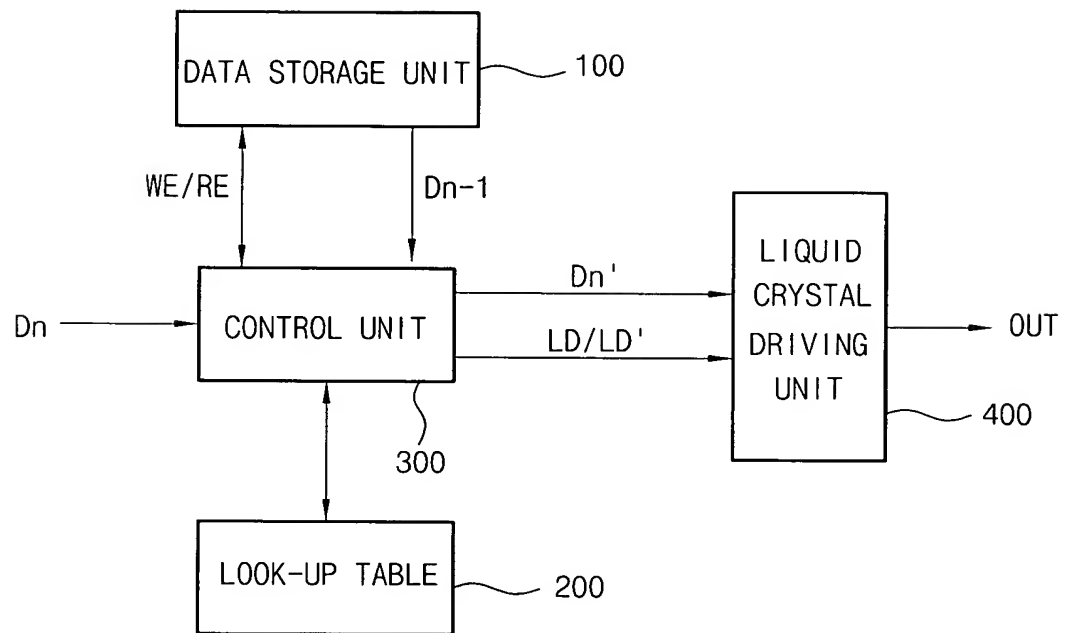 DATA STORAGE UNIT
100
WE/RE
Dn-1
Dn
CONTROL UNIT
300
Dn'
LD/LD'
LIQUID
CRYSTAL
DRIVING
UNIT
400
OUT
LOOK-UP TABLE
200